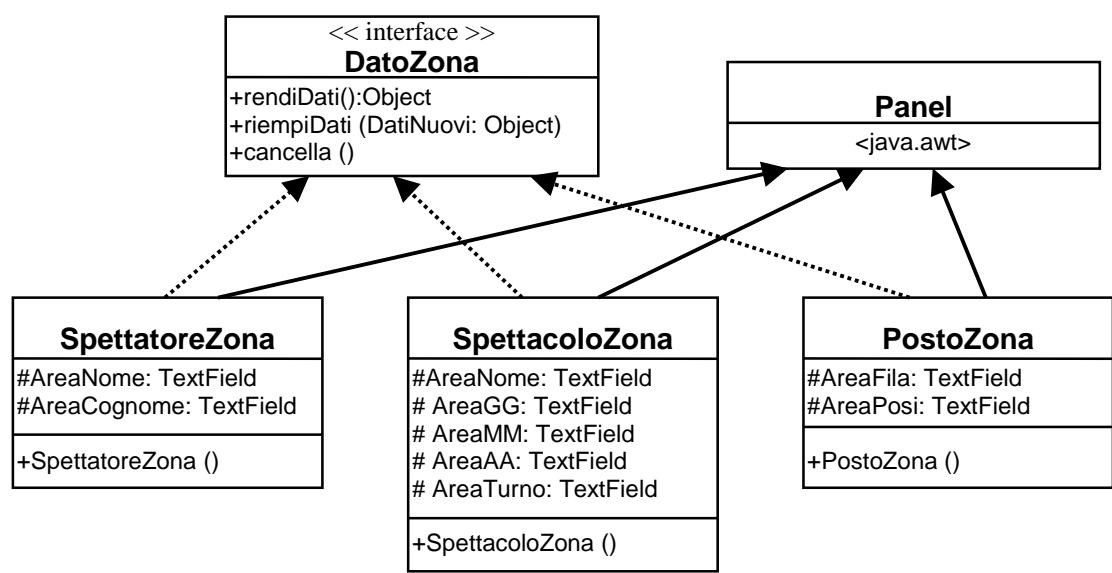 << interface >>
DatoZona
+rendiDati():Object
+riempiDati (DatiNuovi: Object)
+cancella ()
Panel
<java.awt>
SpettatoreZona
#AreaNome: TextField
#AreaCognome: TextField
+SpettatoreZona ()
SpettacoloZona
#AreaNome: TextField
# AreaGG: TextField
# AreaMM: TextField
# AreaAA: TextField
# AreaTurno: TextField
+SpettacoloZona ()
PostoZona
#AreaFila: TextField
#AreaPosi: TextField
+PostoZona ()